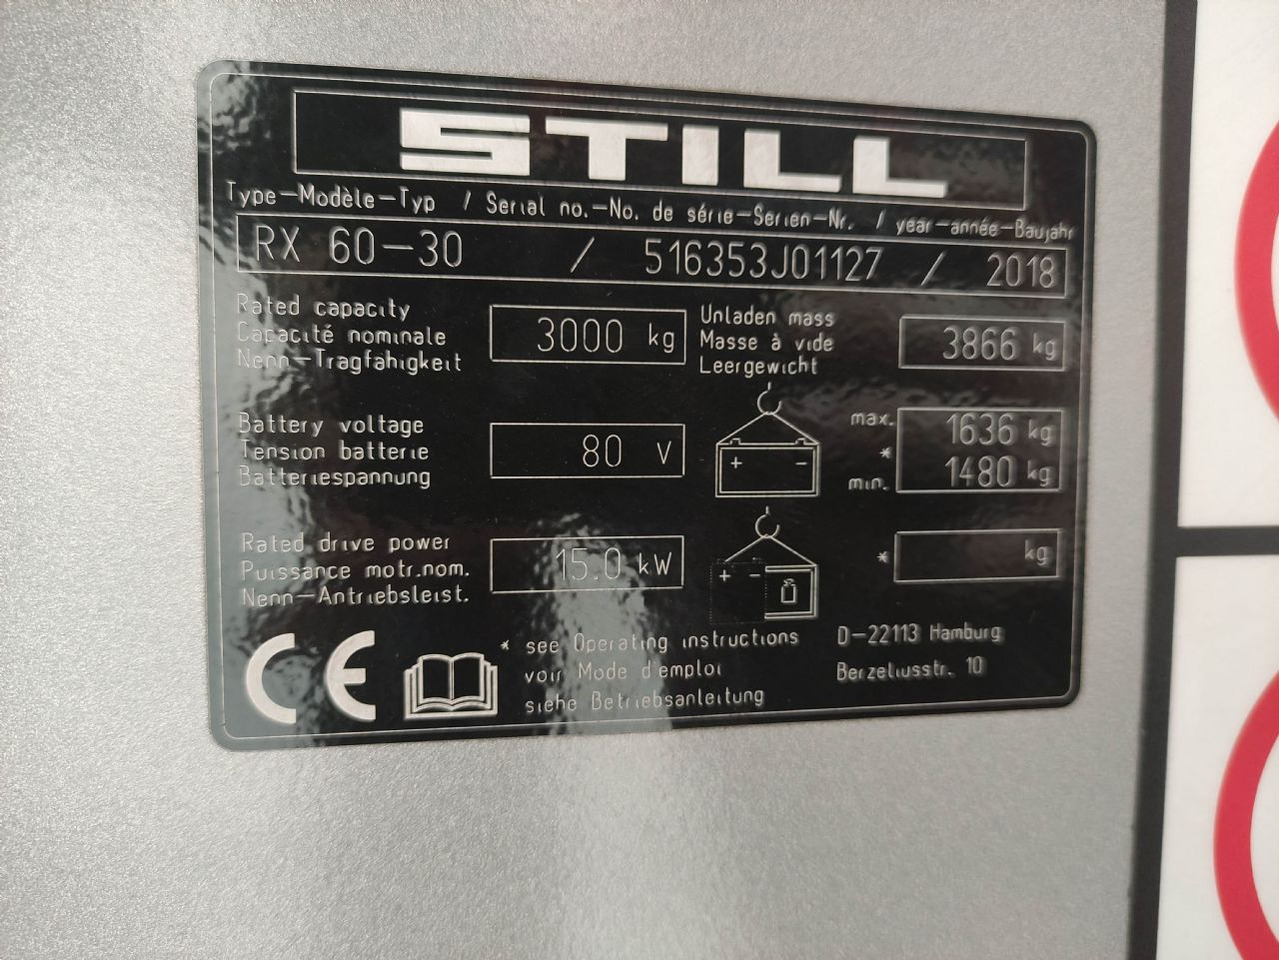 STILL
Type-Modèle-Typ / Serial no.-No. de série-Serien-Nr. / year-année-Baujahr
RX 60-30 / 516353J01127 / 2018
Rated capacity
Capacité nominale
Nenn-Tragfähigkeit
3000 kg
Unladen mass
Masse à vide
Leergewicht
3866 kg
Battery voltage
Tension batterie
Batteriespannung
80 V
+ -
max. 1636 kg
*
min. 1480 kg
Rated drive power
Puissance motr.nom.
Nenn-Antriebsleist.
15.0 kW
+ -
* kg
CE
* see Operating instructions
voir Mode d'emploi
siehe Betriebsanleitung
D-22113 Hamburg
Berzeliusstr. 10